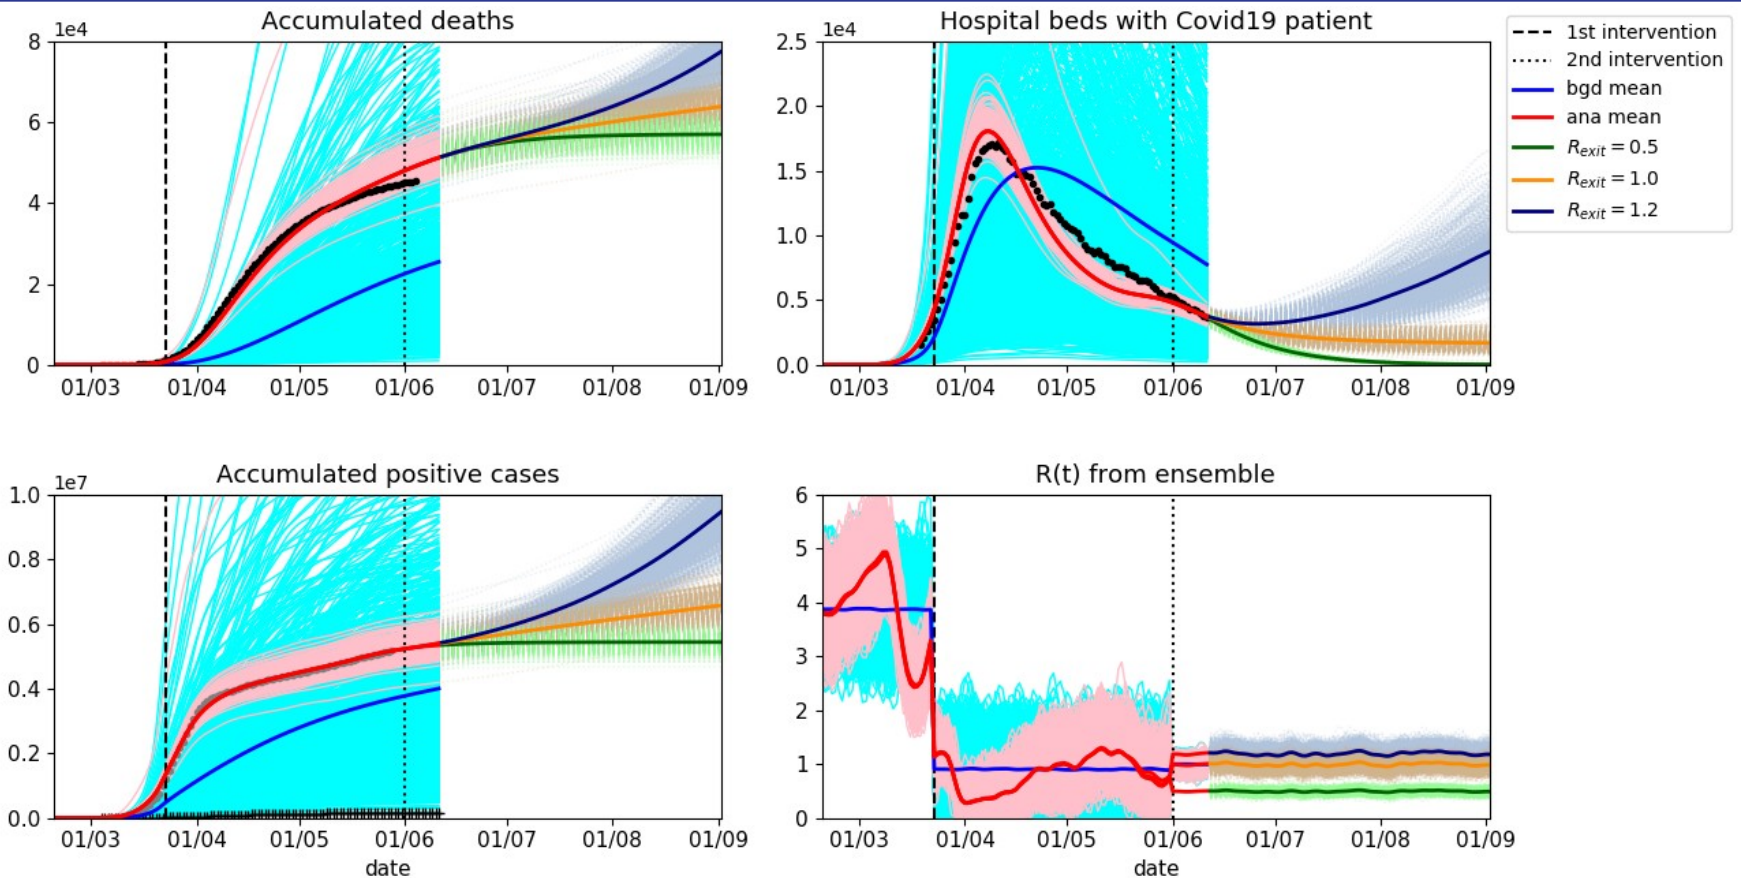 Accumulated deaths
1e4
8
6
4
2
0
01/03 01/04 01/05 01/06 01/07 01/08 01/09
Hospital beds with Covid19 patient
1e4
2.5
2.0
1.5
1.0
0.5
0.0
01/03 01/04 01/05 01/06 01/07 01/08 01/09
1st intervention
2nd intervention
bgd mean
ana mean
R_exit = 0.5
R_exit = 1.0
R_exit = 1.2
Accumulated positive cases
1e7
1.0
0.8
0.6
0.4
0.2
0.0
01/03 01/04 01/05 01/06 01/07 01/08 01/09
date
R(t) from ensemble
6
5
4
3
2
1
0
01/03 01/04 01/05 01/06 01/07 01/08 01/09
date